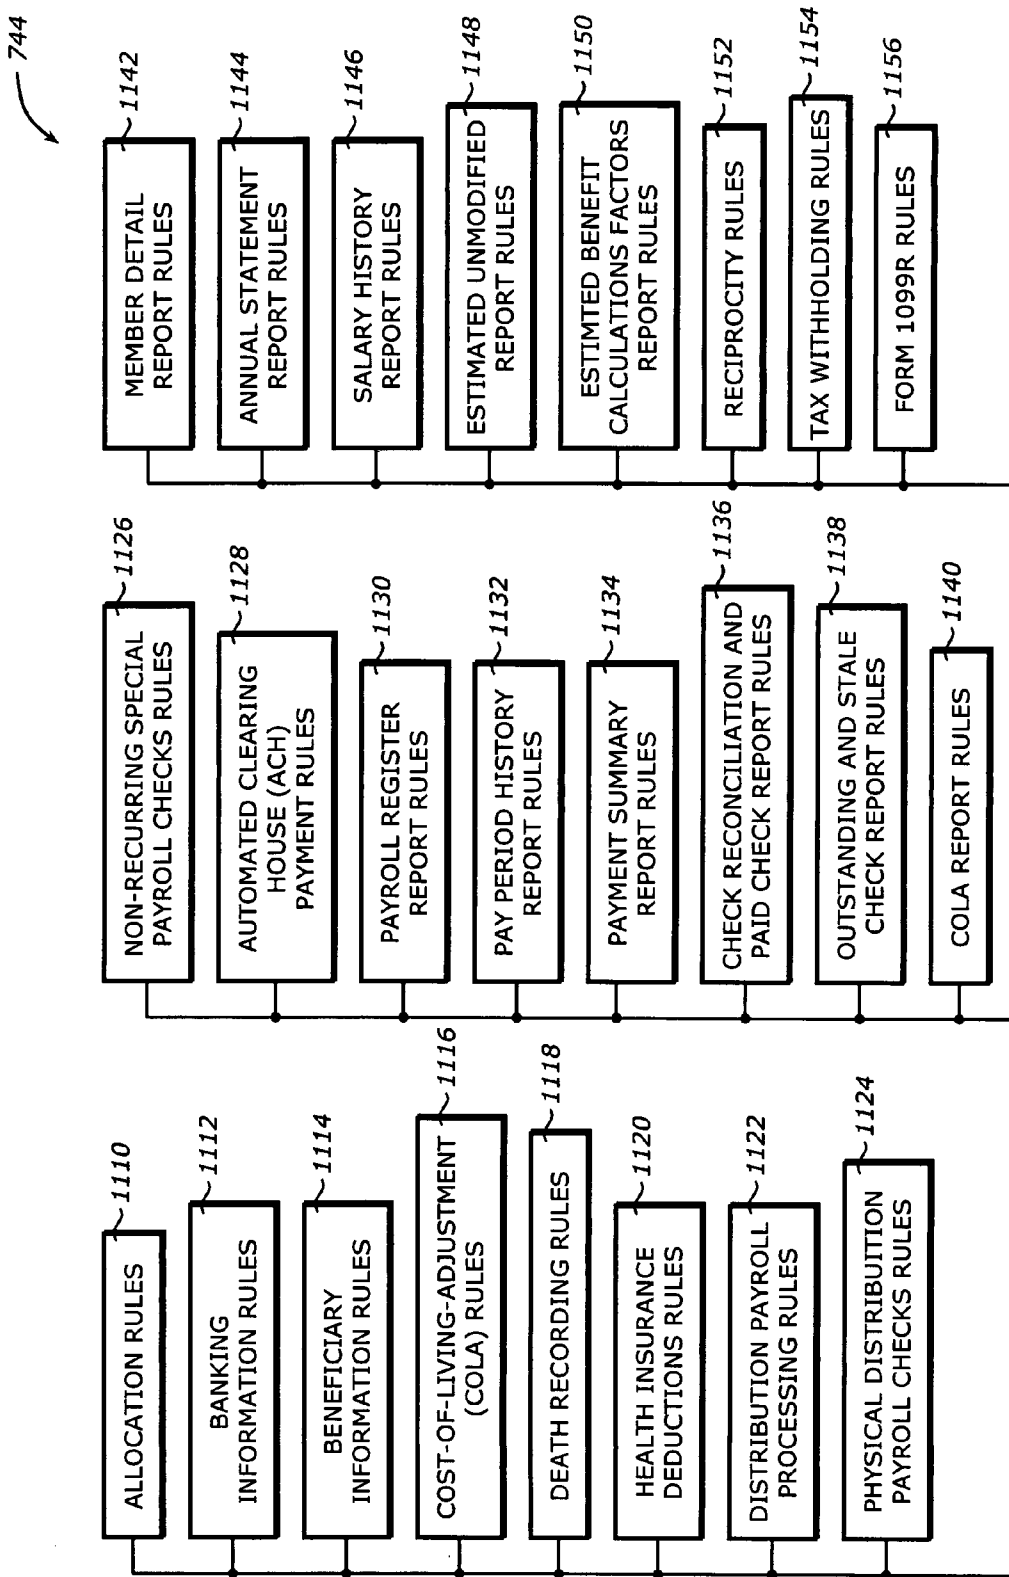 744
ALLOCATION RULES
1110
BANKING
INFORMATION RULES
1112
BENEFICIARY
INFORMATION RULES
1114
COST-OF-LIVING-ADJUSTMENT
(COLA) RULES
1116
DEATH RECORDING RULES
1118
HEALTH INSURANCE
DEDUCTIONS RULES
1120
DISTRIBUTION PAYROLL
PROCESSING RULES
1122
PHYSICAL DISTRIBUITION
PAYROLL CHECKS RULES
1124
NON-RECURRING SPECIAL
PAYROLL CHECKS RULES
1126
AUTOMATED CLEARING
HOUSE (ACH)
PAYMENT RULES
1128
PAYROLL REGISTER
REPORT RULES
1130
PAY PERIOD HISTORY
REPORT RULES
1132
PAYMENT SUMMARY
REPORT RULES
1134
CHECK RECONCILIATION AND
PAID CHECK REPORT RULES
1136
OUTSTANDING AND STALE
CHECK REPORT RULES
1138
COLA REPORT RULES
1140
MEMBER DETAIL
REPORT RULES
1142
ANNUAL STATEMENT
REPORT RULES
1144
SALARY HISTORY
REPORT RULES
1146
ESTIMATED UNMODIFIED
REPORT RULES
1148
ESTIMTED BENEFIT
CALCULATIONS FACTORS
REPORT RULES
1150
RECIPROCITY RULES
1152
TAX WITHHOLDING RULES
1154
FORM 1099R RULES
1156